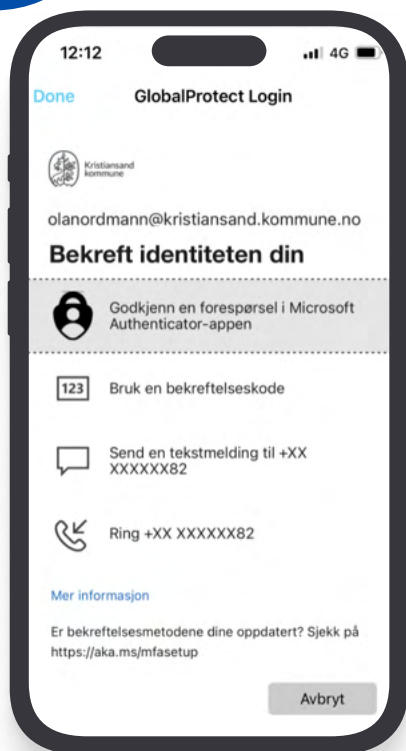 12:12
4G
Done
GlobalProtect Login
Kristiansand
kommune
olanordmann@kristiansand.kommune.no
Bekreft identiteten din
Godkjenn en forespørsel i Microsoft
Authenticator-appen
123
Bruk en bekreftelseskode
Send en tekstmelding til +XX
XXXXXX82
Ring +XX XXXXXX82
Mer informasjon
Er bekreftelsesmetodene dine oppdatert? Sjekk på
https://aka.ms/mfasetup
Avbryt